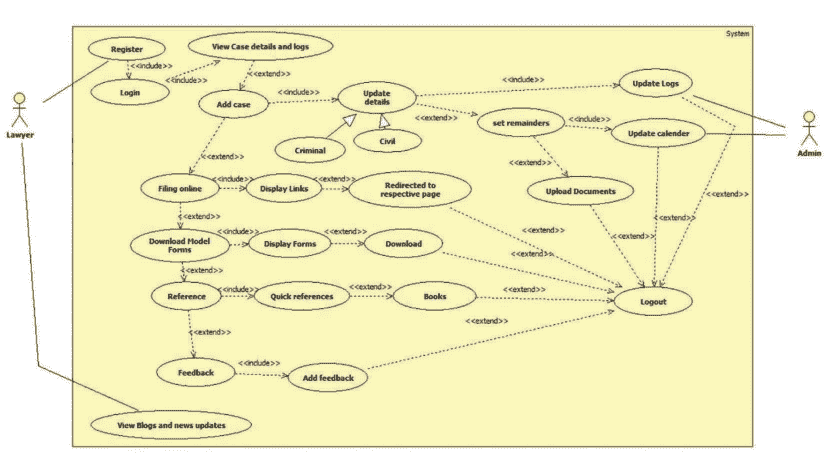 System
Register
View Case details and logs
<<include>>
<<include>>
Login
<<extend>>
Add case
<<include>>
Update
details
<<include>>
Update Logs
<<extend>>
set remainders
<<include>>
Update calender
Lawyer
Admin
Criminal
Civil
<<extend>>
<<extend>>
Filing online
<<include>>
Display Links
<<extend>>
Redirected to
respective page
Upload Documents
<<extend>>
<<extend>>
<<extend>>
<<extend>>
Download Model
Forms
<<include>>
Display Forms
<<extend>>
Download
<<extend>>
<<extend>>
<<extend>>
Reference
<<include>>
Quick references
<<extend>>
Books
<<extend>>
Logout
<<extend>>
<<extend>>
Feedback
<<include>>
Add feedback
View Blogs and news updates